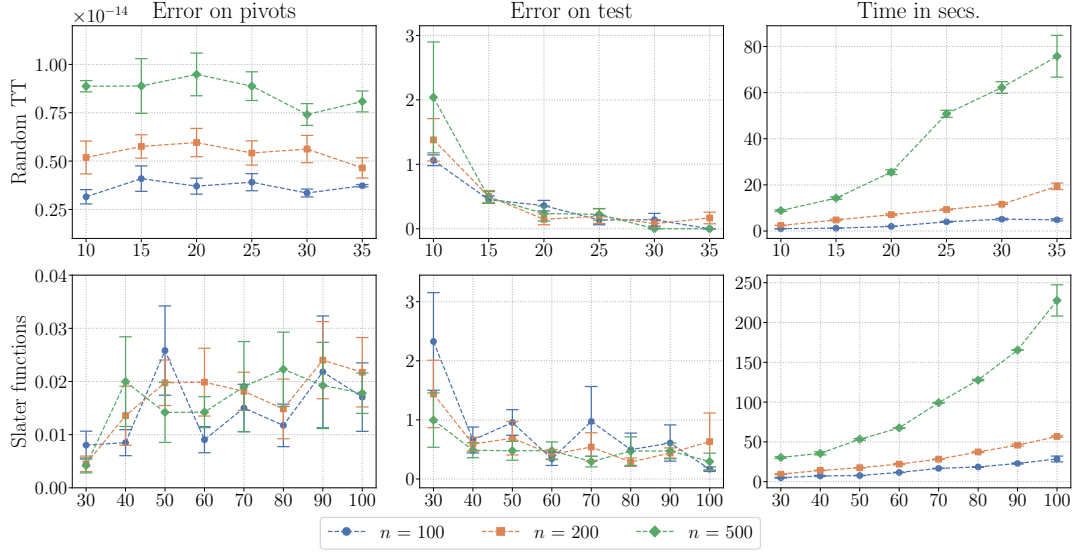 Error on pivots
Error on test
Time in secs.
×10⁻¹⁴
Random TT
1.00
0.75
0.50
0.25
10 15 20 25 30 35
3
2
1
0
10 15 20 25 30 35
80
60
40
20
0
10 15 20 25 30 35
Slater functions
0.04
0.03
0.02
0.01
0.00
30 40 50 60 70 80 90 100
3
2
1
0
30 40 50 60 70 80 90 100
250
200
150
100
50
0
30 40 50 60 70 80 90 100
n = 100 n = 200 n = 500